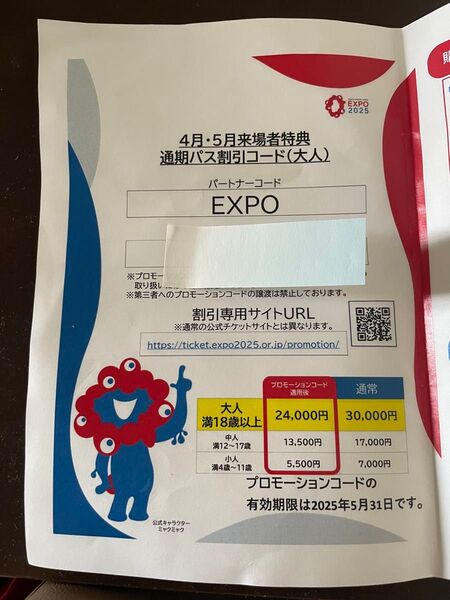 EXPO
2025
4月・5月来場者特典
通期パス割引コード(大人)
パートナーコード
EXPO
※プロモー
取り扱いに
※第三者へのプロモーションコードの譲渡は禁止しております。
割引専用サイトURL
※通常の公式チケットサイトとは異なります。
https://ticket.expo2025.or.jp/promotion/
プロモーションコード
適用後
通常
大人
満18歳以上
24,000円
30,000円
中人
満12~17歳
13,500円
17,000円
小人
満4歳~11歳
5,500円
7,000円
プロモーションコードの
有効期限は2025年5月31日です。
公式キャラクター
ミャクミャク